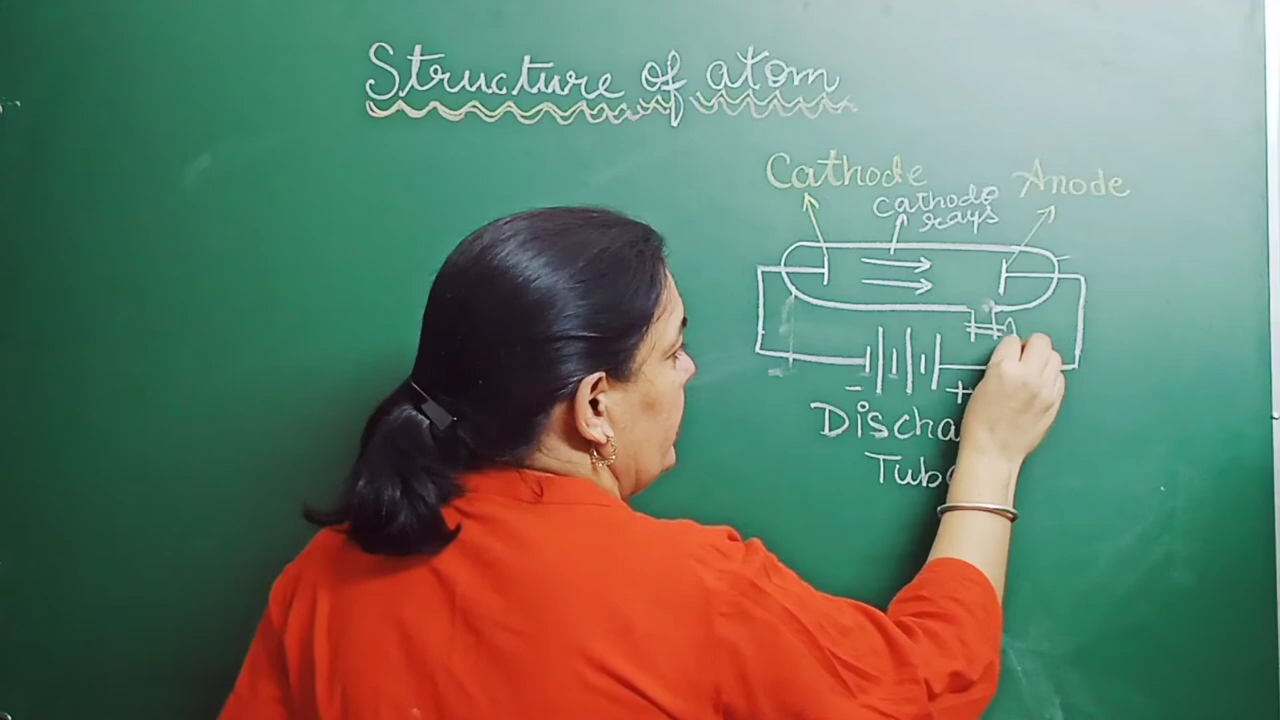 Structure of atom
Cathode
Anode
Cathode
rays
- +
Discha
Tub